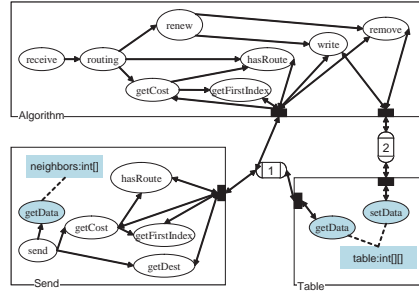 renew
remove
write
receive
routing
hasRoute
getCost
getFirstIndex
Algorithm
2
neighbors:int[]
hasRoute
1
getData
getCost
setData
getFirstIndex
getData
send
getDest
table:int[][]
Send
Table